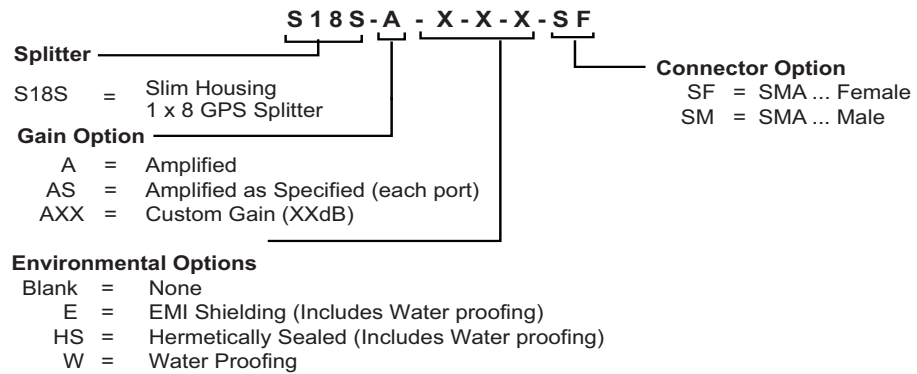 S18S-A - X-X-X-SF
Splitter
S18S = Slim Housing
1 x 8 GPS Splitter
Connector Option
SF = SMA ... Female
SM = SMA ... Male
Gain Option
A = Amplified
AS = Amplified as Specified (each port)
AXX = Custom Gain (XXdB)
Environmental Options
Blank = None
E = EMI Shielding (Includes Water proofing)
HS = Hermetically Sealed (Includes Water proofing)
W = Water Proofing